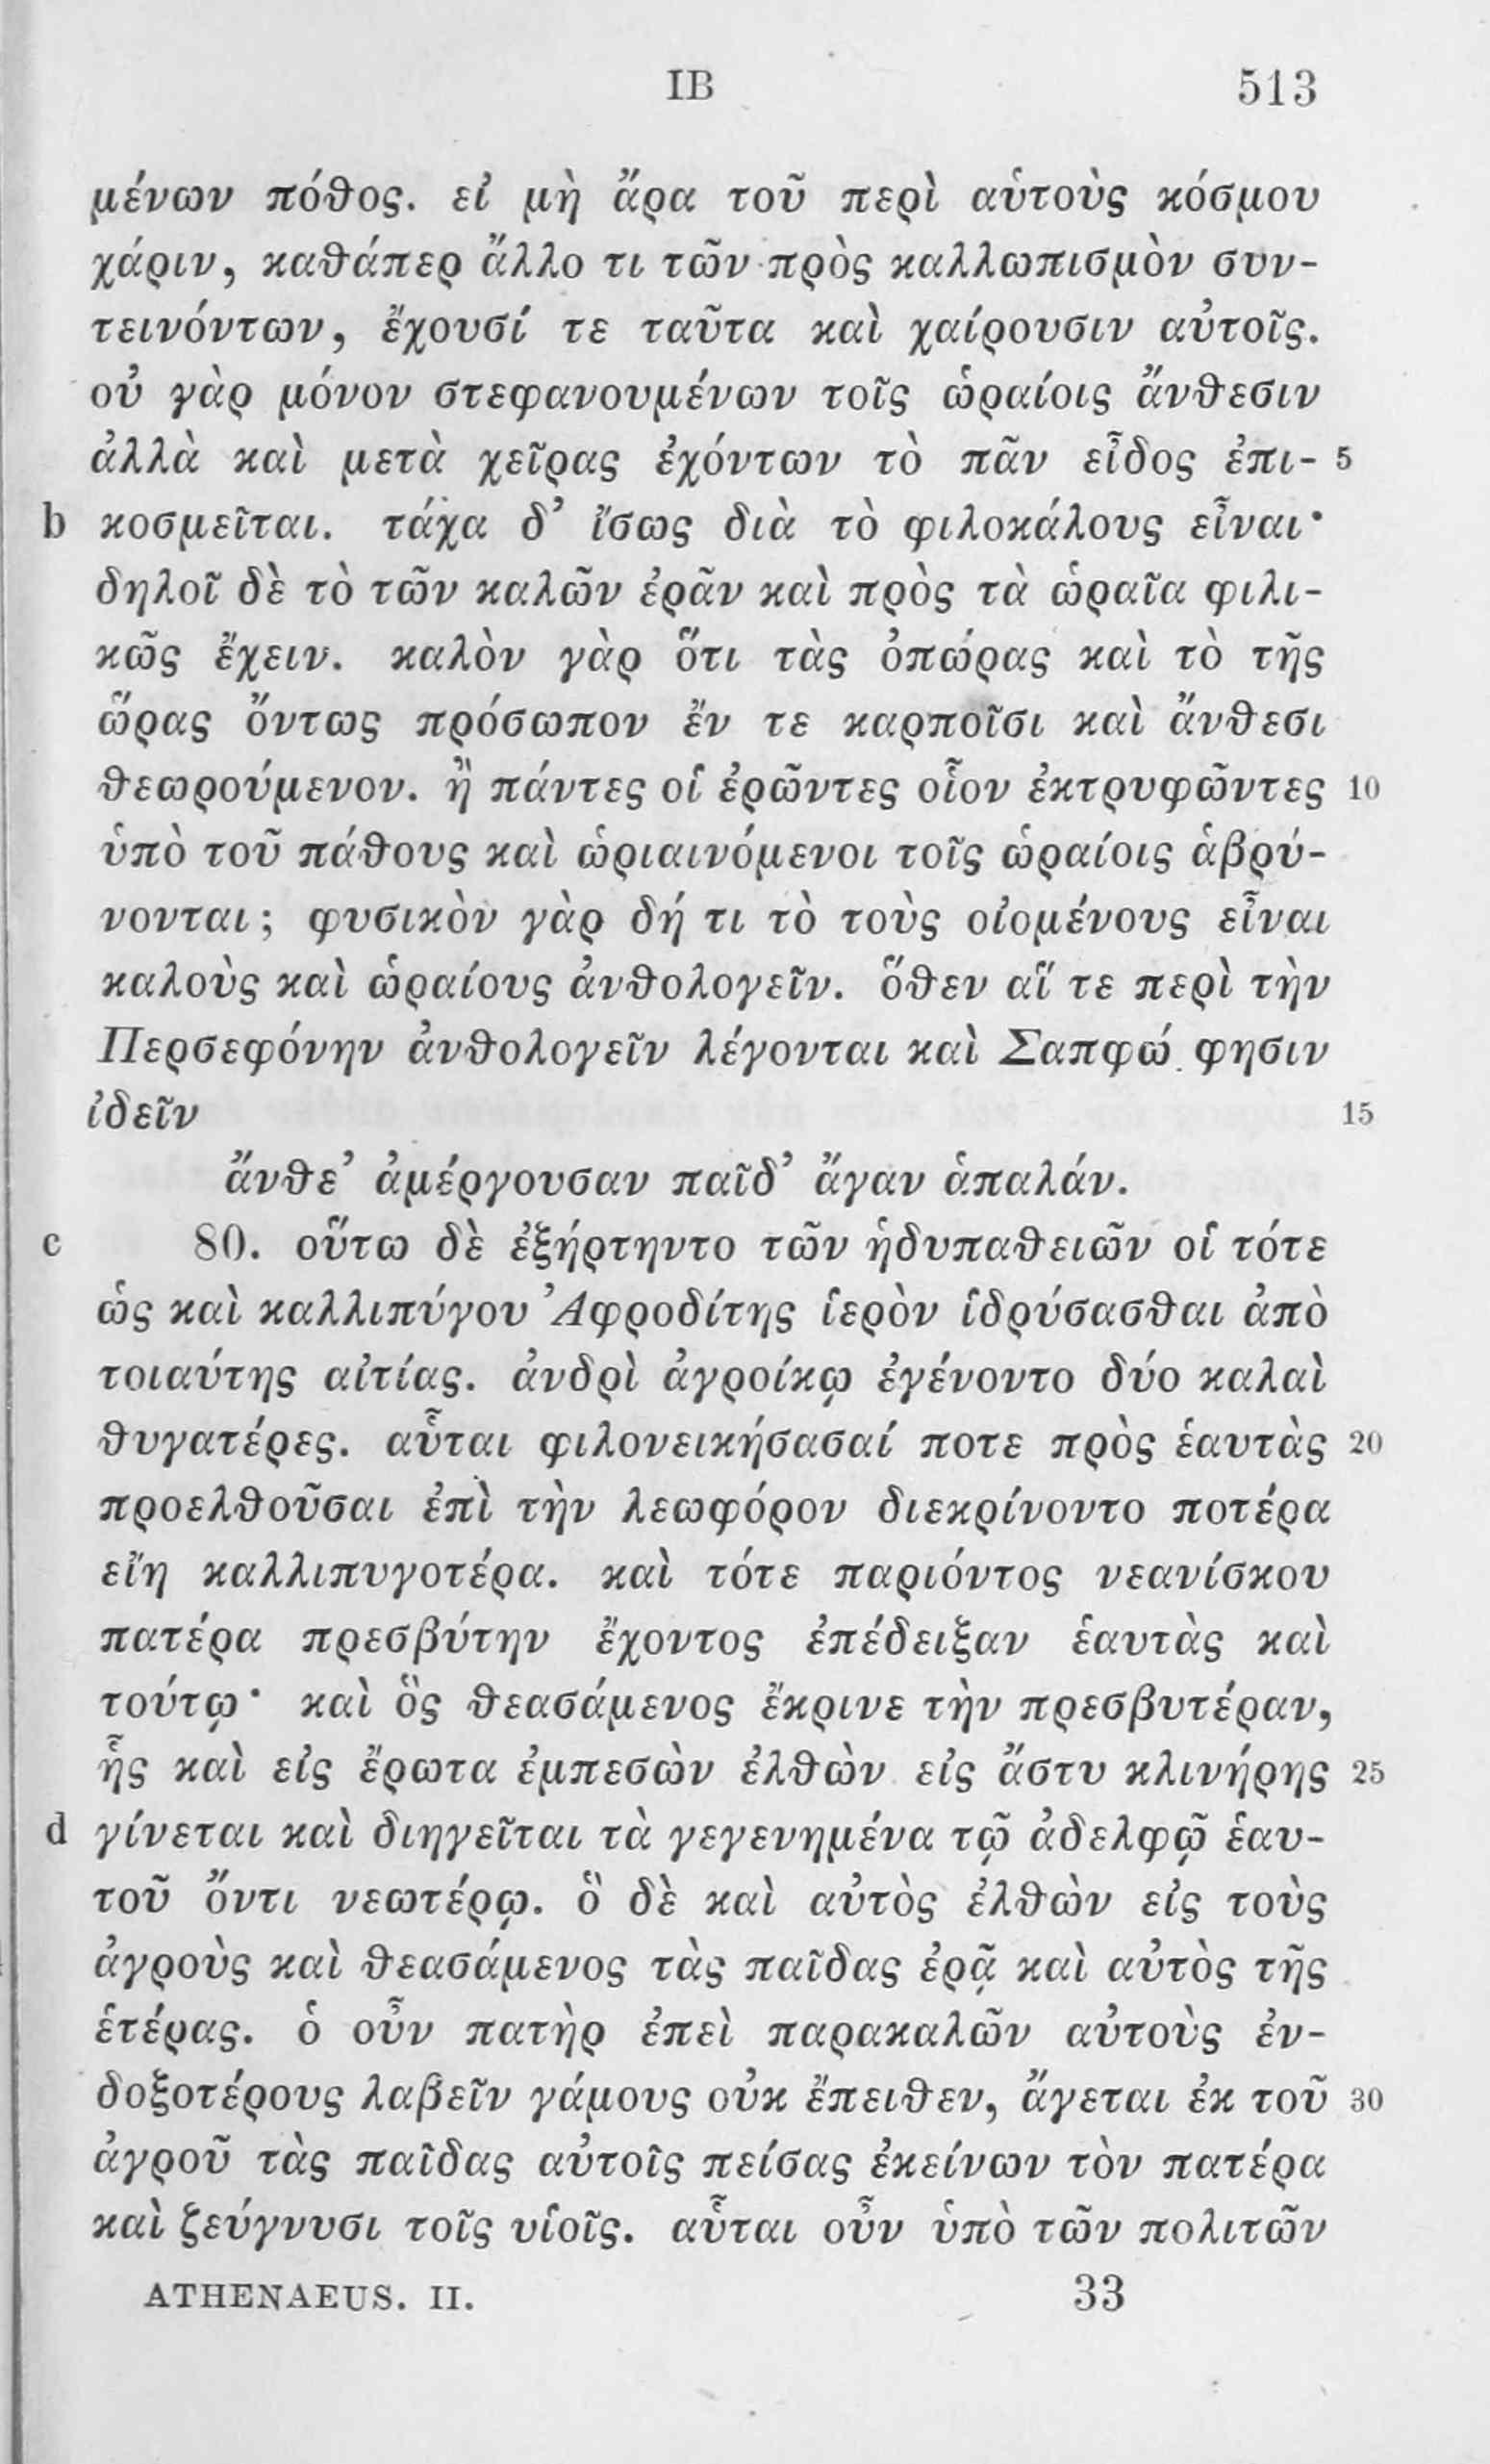 ΙΒ 513
μένων πόθος. εἰ μὴ ἄρα τοῦ περὶ αὑτοὺς κόσμου
χάριν, καθάπερ ἄλλο τι τῶν πρὸς καλλωπισμὸν συν-
τεινόντων, ἔχουσί τε ταῦτα καὶ χαίρουσιν αὐτοῖς.
οὐ γὰρ μόνον στεφανουμένων τοῖς ὡραίοις ἄνθεσιν
ἀλλὰ καὶ μετὰ χεῖρας ἐχόντων τὸ πᾶν εἶδος ἐπι- 5
b κοσμεῖται. τάχα δ’ ἴσως διὰ τὸ φιλοκάλους εἶναι·
δηλοῖ δὲ τὸ τῶν καλῶν ἐρᾶν καὶ πρὸς τὰ ὡραῖα φιλι-
κῶς ἔχειν. καλὸν γὰρ ὅτι τὰς ὀπώρας καὶ τὸ τῆς
ὥρας ὄντως πρόσωπον ἔν τε καρποῖσι καὶ ἄνθεσι
θεωρούμενον. ἢ πάντες οἱ ἐρῶντες οἷον ἐκτρυφῶντες 10
ὑπὸ τοῦ πάθους καὶ ὡριαινόμενοι τοῖς ὡραίοις ἁβρύ-
νονται; φυσικὸν γὰρ δή τι τὸ τοὺς οἰομένους εἶναι
καλοὺς καὶ ὡραίους ἀνθολογεῖν. ὅθεν αἵ τε περὶ τὴν
Περσεφόνην ἀνθολογεῖν λέγονται καὶ Σαπφώ φησιν
ἰδεῖν 15
ἄνθε’ ἀμέργουσαν παῖδ’ ἄγαν ἁπαλάν.
c 80. οὕτω δὲ ἐξήρτηντο τῶν ἡδυπαθειῶν οἱ τότε
ὡς καὶ καλλιπύγου Ἀφροδίτης ἱερὸν ἱδρύσασθαι ἀπὸ
τοιαύτης αἰτίας. ἀνδρὶ ἀγροίκῳ ἐγένοντο δύο καλαὶ
θυγατέρες. αὗται φιλονεικήσασαί ποτε πρὸς ἑαυτὰς 20
προελθοῦσαι ἐπὶ τὴν λεωφόρον διεκρίνοντο ποτέρα
εἴη καλλιπυγοτέρα. καὶ τότε παριόντος νεανίσκου
πατέρα πρεσβύτην ἔχοντος ἐπέδειξαν ἑαυτὰς καὶ
τούτῳ· καὶ ὃς θεασάμενος ἔκρινε τὴν πρεσβυτέραν,
ἧς καὶ εἰς ἔρωτα ἐμπεσὼν ἐλθὼν εἰς ἄστυ κλινήρης 25
d γίνεται καὶ διηγεῖται τὰ γεγενημένα τῷ ἀδελφῷ ἑαυ-
τοῦ ὄντι νεωτέρῳ. ὃ δὲ καὶ αὐτὸς ἐλθὼν εἰς τοὺς
ἀγροὺς καὶ θεασάμενος τὰς παῖδας ἐρᾷ καὶ αὐτὸς τῆς
ἑτέρας. ὁ οὖν πατὴρ ἐπεὶ παρακαλῶν αὐτοὺς ἐν-
δοξοτέρους λαβεῖν γάμους οὐκ ἔπειθεν, ἄγεται ἐκ τοῦ 30
ἀγροῦ τὰς παῖδας αὐτοῖς πείσας ἐκείνων τὸν πατέρα
καὶ ζεύγνυσι τοῖς υἱοῖς. αὗται οὖν ὑπὸ τῶν πολιτῶν
ATHENAEUS. II. 33